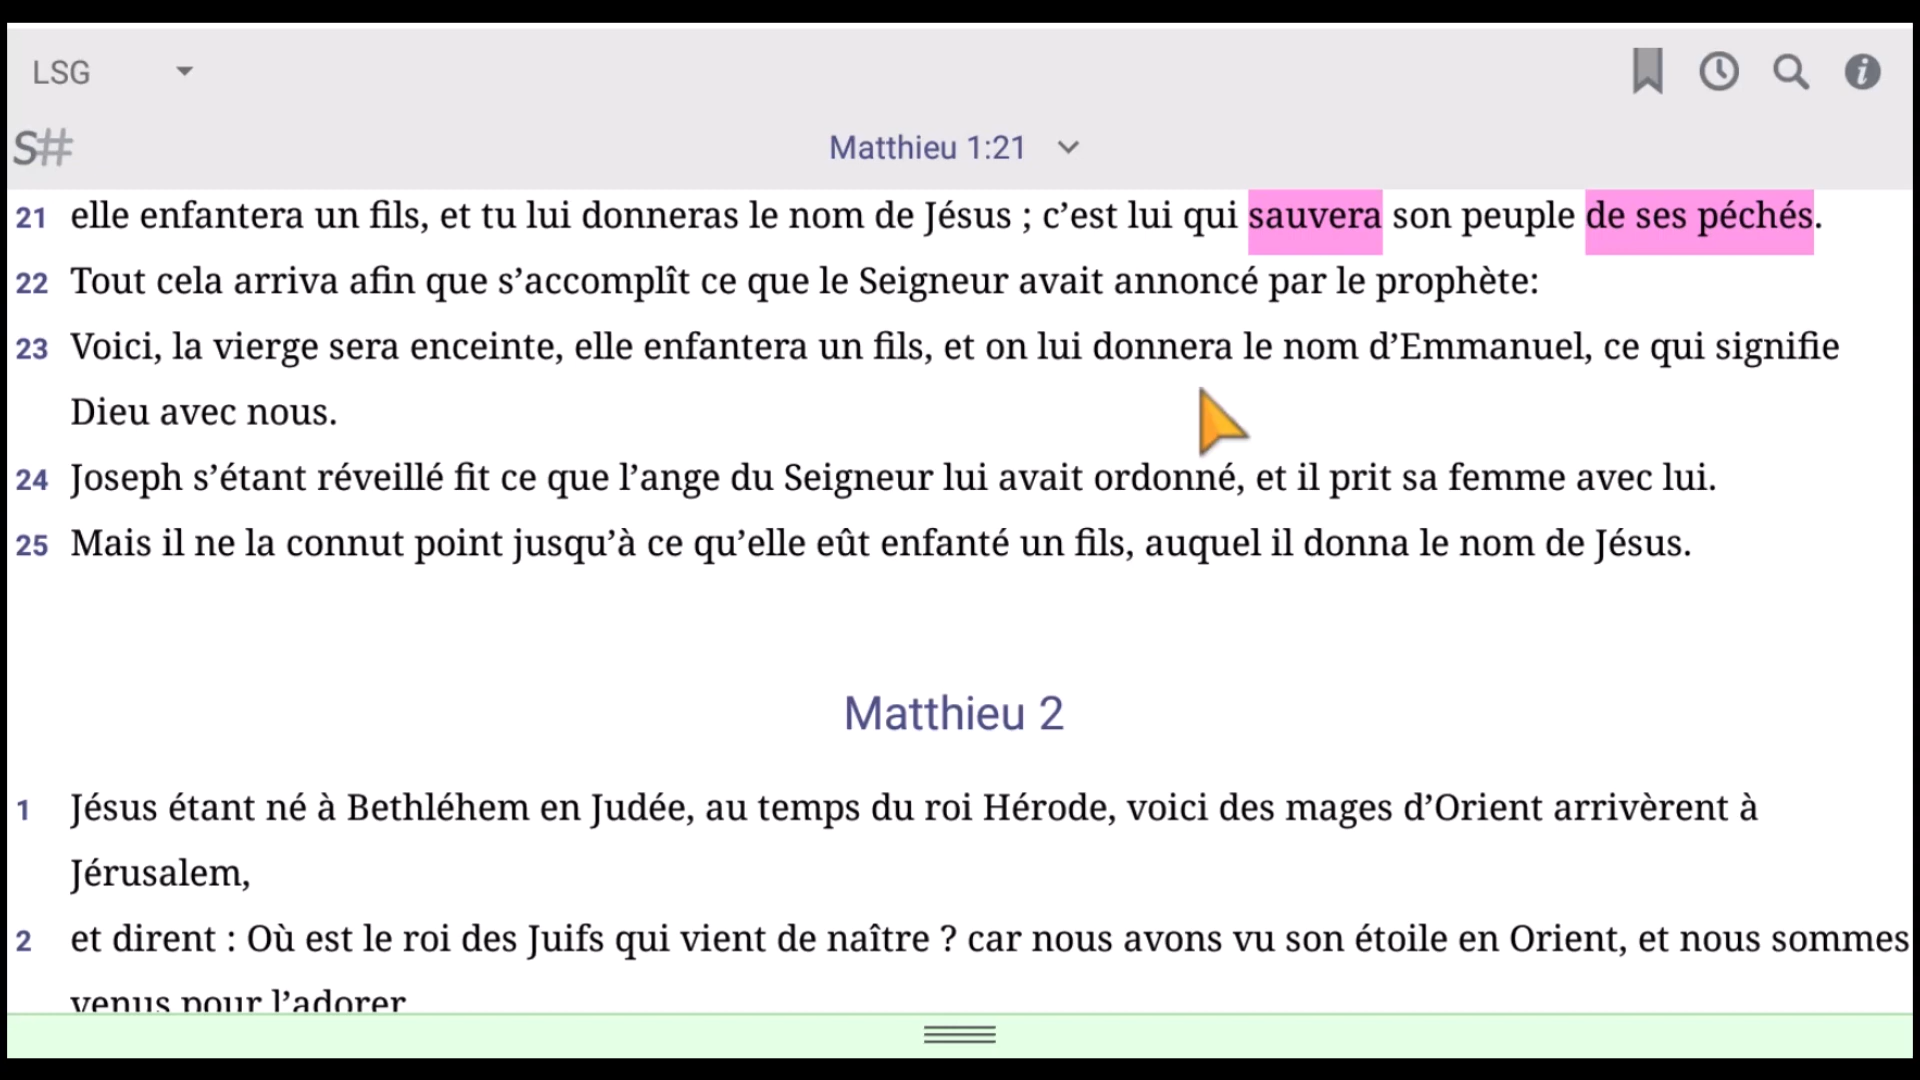 LSG
S#
Matthieu 1:21
21 elle enfantera un fils, et tu lui donneras le nom de Jésus ; c’est lui qui sauvera son peuple de ses péchés.
22 Tout cela arriva afin que s’accomplît ce que le Seigneur avait annoncé par le prophète:
23 Voici, la vierge sera enceinte, elle enfantera un fils, et on lui donnera le nom d’Emmanuel, ce qui signifie
Dieu avec nous.
24 Joseph s’étant réveillé fit ce que l’ange du Seigneur lui avait ordonné, et il prit sa femme avec lui.
25 Mais il ne la connut point jusqu’à ce qu’elle eût enfanté un fils, auquel il donna le nom de Jésus.
Matthieu 2
1 Jésus étant né à Bethléhem en Judée, au temps du roi Hérode, voici des mages d’Orient arrivèrent à
Jérusalem,
2 et dirent : Où est le roi des Juifs qui vient de naître ? car nous avons vu son étoile en Orient, et nous sommes
venus pour l’adorer